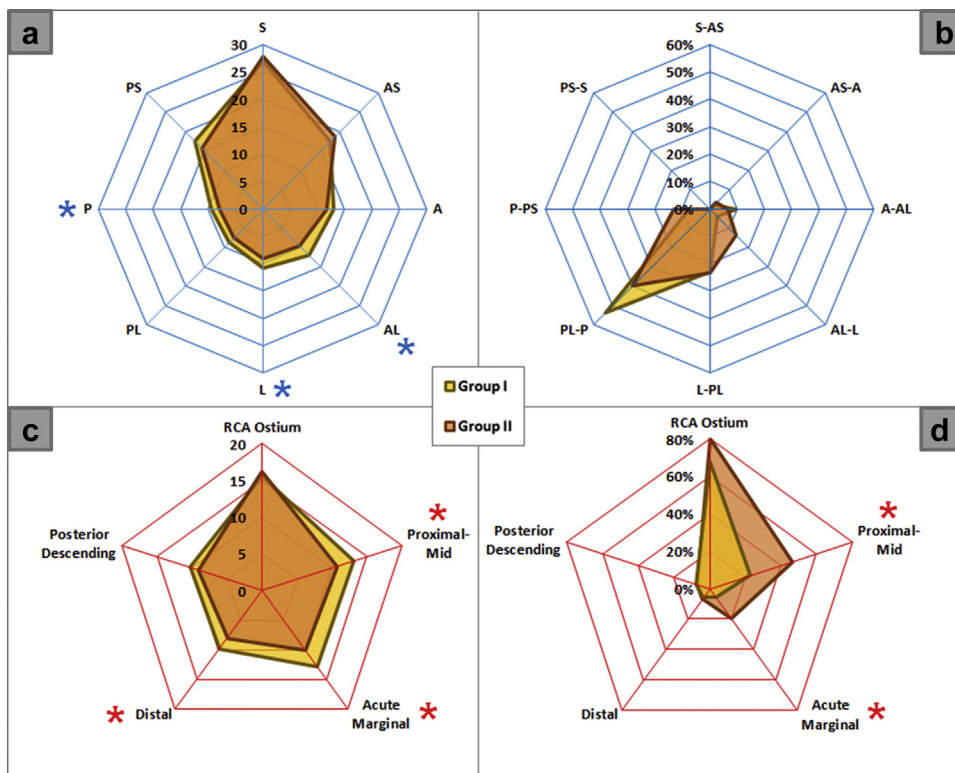 a
S
30
25
20
15
10
5
0
PS
AS
* P
A
PL
AL
*
L *
b
S-AS
60%
50%
40%
30%
20%
10%
0%
PS-S
AS-A
P-PS
A-AL
PL-P
AL-L
L-PL
Group I
Group II
c
RCA Ostium
20
15
10
5
0
Posterior
Descending
*
Proximal-
Mid
* Distal
Acute
Marginal *
d
RCA Ostium
80%
60%
40%
20%
0%
Posterior
Descending
*
Proximal-
Mid
Distal
Acute
Marginal *